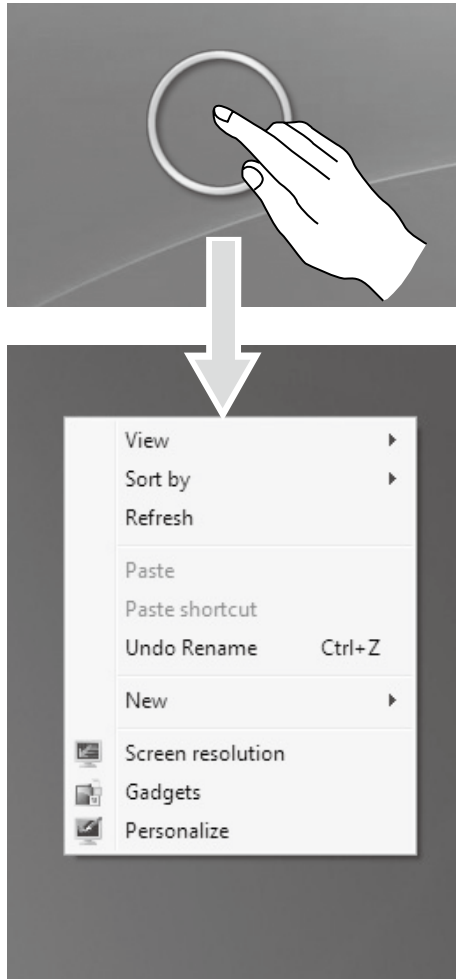 View
Sort by
Refresh
Paste
Paste shortcut
Undo Rename Ctrl+Z
New
Screen resolution
Gadgets
Personalize